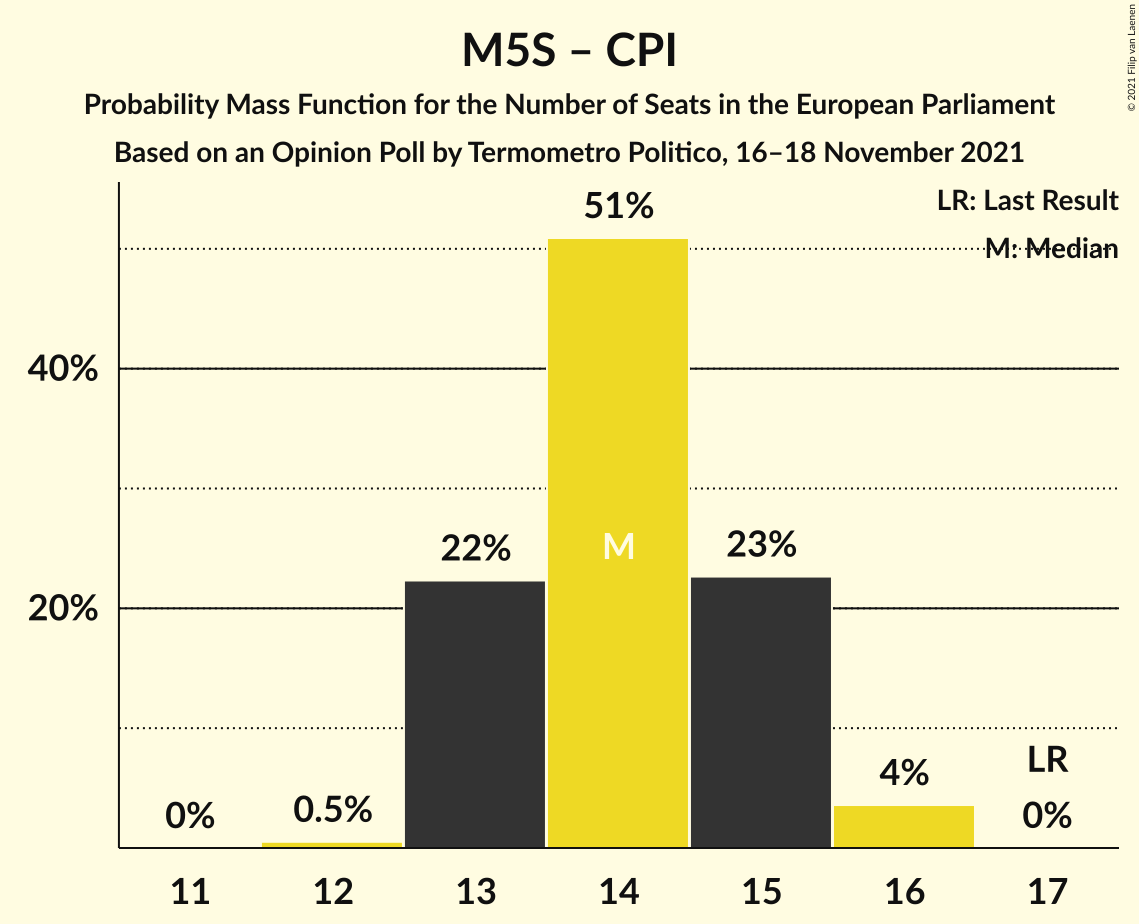 M5S – CPI
Probability Mass Function for the Number of Seats in the European Parliament
Based on an Opinion Poll by Termometro Politico, 16–18 November 2021
© 2021 Filip van Laenen
LR: Last Result
M: Median
51%
40%
22%
M
23%
20%
0%
0.5%
4%
LR
0%
11 12 13 14 15 16 17